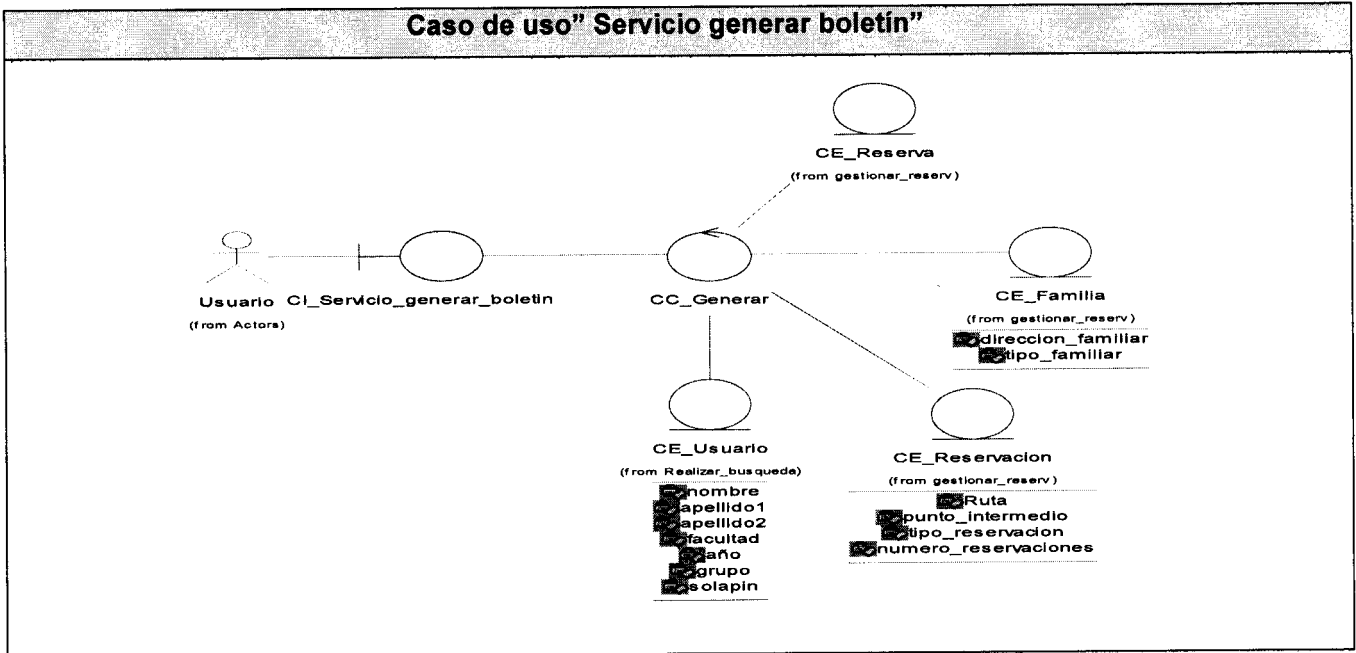 Caso de uso” Servicio generar boletín”
CE_Reserva
(from gestionar_reserv)
Usuario
(from Actors)
CI_Servicio_generar_boletin
CC_Generar
CE_Familia
(from gestionar_reserv)
direccion_familiar
tipo_familiar
CE_Usuario
(from Realizar_busqueda)
nombre
apellido1
apellido2
facultad
año
grupo
solapin
CE_Reservacion
(from gestionar_reserv)
Ruta
punto_intermedio
tipo_reservacion
numero_reservaciones